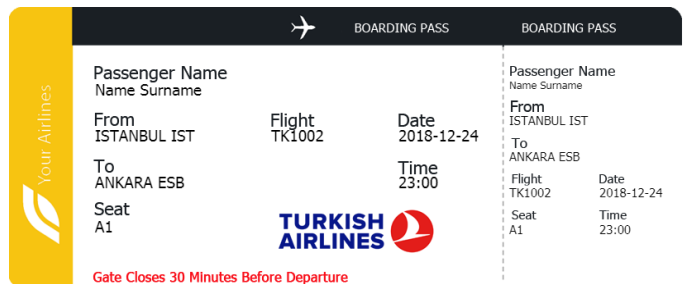 Your Airlines
BOARDING PASS
Passenger Name
Name Surname
From
ISTANBUL IST
Flight
TK1002
Date
2018-12-24
To
ANKARA ESB
Time
23:00
Seat
A1
TURKISH
AIRLINES
Gate Closes 30 Minutes Before Departure
BOARDING PASS
Passenger Name
Name Surname
From
ISTANBUL IST
To
ANKARA ESB
Flight Date
TK1002 2018-12-24
Seat Time
A1 23:00